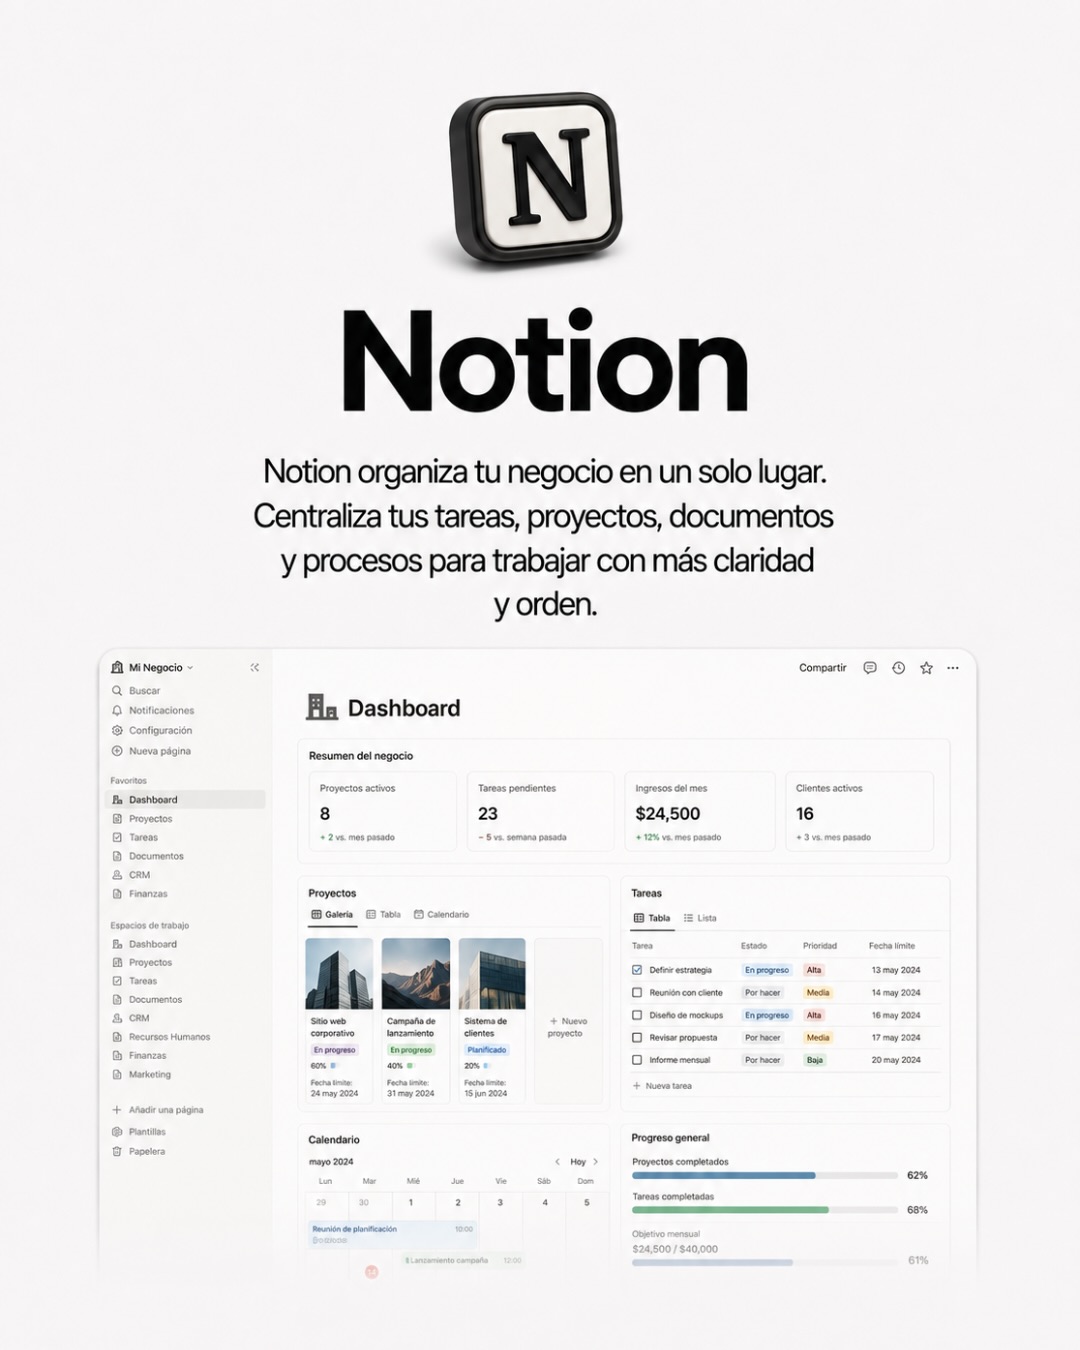 N
Notion
Notion organiza tu negocio en un solo lugar.
Centraliza tus tareas, proyectos, documentos
y procesos para trabajar con más claridad
y orden.
Mi Negocio
Buscar
Notificaciones
Configuración
Nueva página
Favoritos
Dashboard
Proyectos
Tareas
Documentos
CRM
Finanzas
Espacios de trabajo
Dashboard
Proyectos
Tareas
Documentos
CRM
Recursos Humanos
Finanzas
Marketing
+ Añadir una página
Plantillas
Papelera
Compartir
Dashboard
Resumen del negocio
Proyectos activos
8
+ 2 vs. mes pasado
Tareas pendientes
23
− 5 vs. semana pasada
Ingresos del mes
$24,500
+ 12% vs. mes pasado
Clientes activos
16
+ 3 vs. mes pasado
Proyectos
Galería Tabla Calendario
Sitio web
corporativo
En progreso
60%
Fecha límite:
24 may 2024
Campaña de
lanzamiento
En progreso
40%
Fecha límite:
31 may 2024
Sistema de
clientes
Planificado
20%
Fecha límite:
15 jun 2024
+ Nuevo
proyecto
Tareas
Tabla Lista
Tarea Estado Prioridad Fecha límite
Definir estrategia En progreso Alta 13 may 2024
Reunión con cliente Por hacer Media 14 may 2024
Diseño de mockups En progreso Alta 16 may 2024
Revisar propuesta Por hacer Media 17 may 2024
Informe mensual Por hacer Baja 20 may 2024
+ Nueva tarea
Calendario
mayo 2024 < Hoy >
Lun Mar Mié Jue Vie Sáb Dom
29 30 1 2 3 4 5
Reunión de planificación 10:00
Lanzamiento campaña 12:00
Progreso general
Proyectos completados
62%
Tareas completadas
68%
Objetivo mensual
$24,500 / $40,000
61%